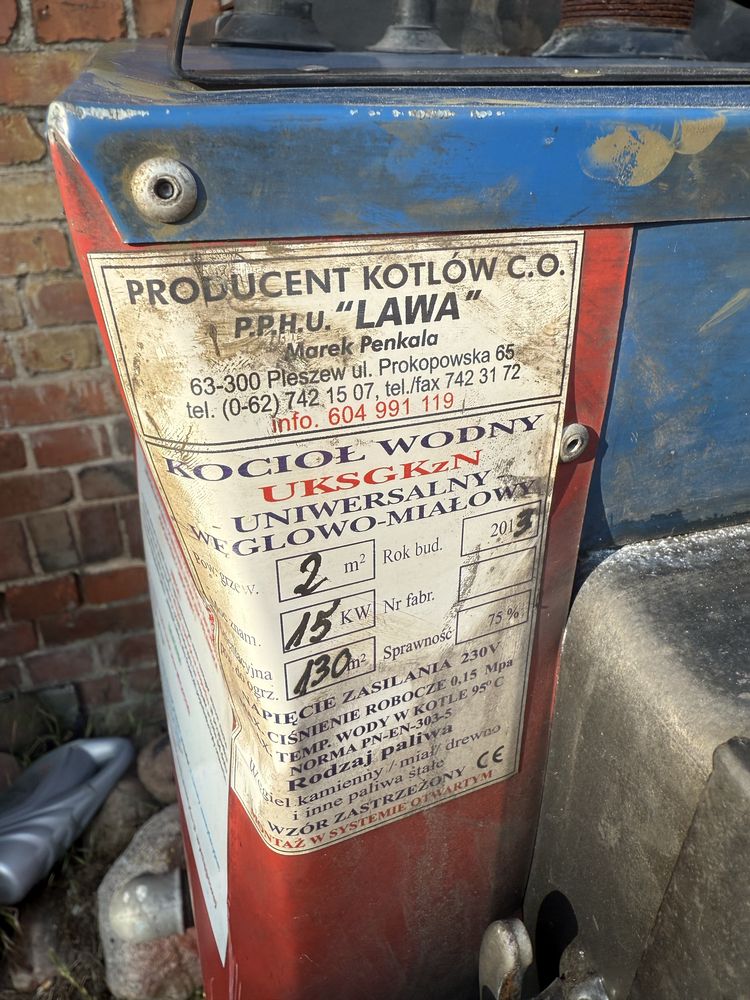 PRODUCENT KOTLÓW C.O.
P.P.H.U. "LAWA"
Marek Penkala
63-300 Pleszew ul. Prokopowska 65
tel. (0-62) 742 15 07, tel./fax 742 31 72
info. 604 991 119
KOCIOŁ WODNY
UKSGKzN
UNIWERSALNY
WĘGLOWO-MIAŁOWY
Pow. grzew. 2 m² Rok bud. 2013
znam. 15 KW Nr fabr.
130 m² Sprawność 75 %
ogrz.
NAPIĘCIE ZASILANIA 230V
CIŚNIENIE ROBOCZE 0,15 Mpa
TEMP. WODY W KOTLE 95° C
NORMA PN-EN-303-5
Rodzaj paliwa
Węgiel kamienny / miał / drewno
i inne paliwa stałe
WZÓR ZASTRZEŻONY CE
MONTAŻ W SYSTEMIE OTWARTYM